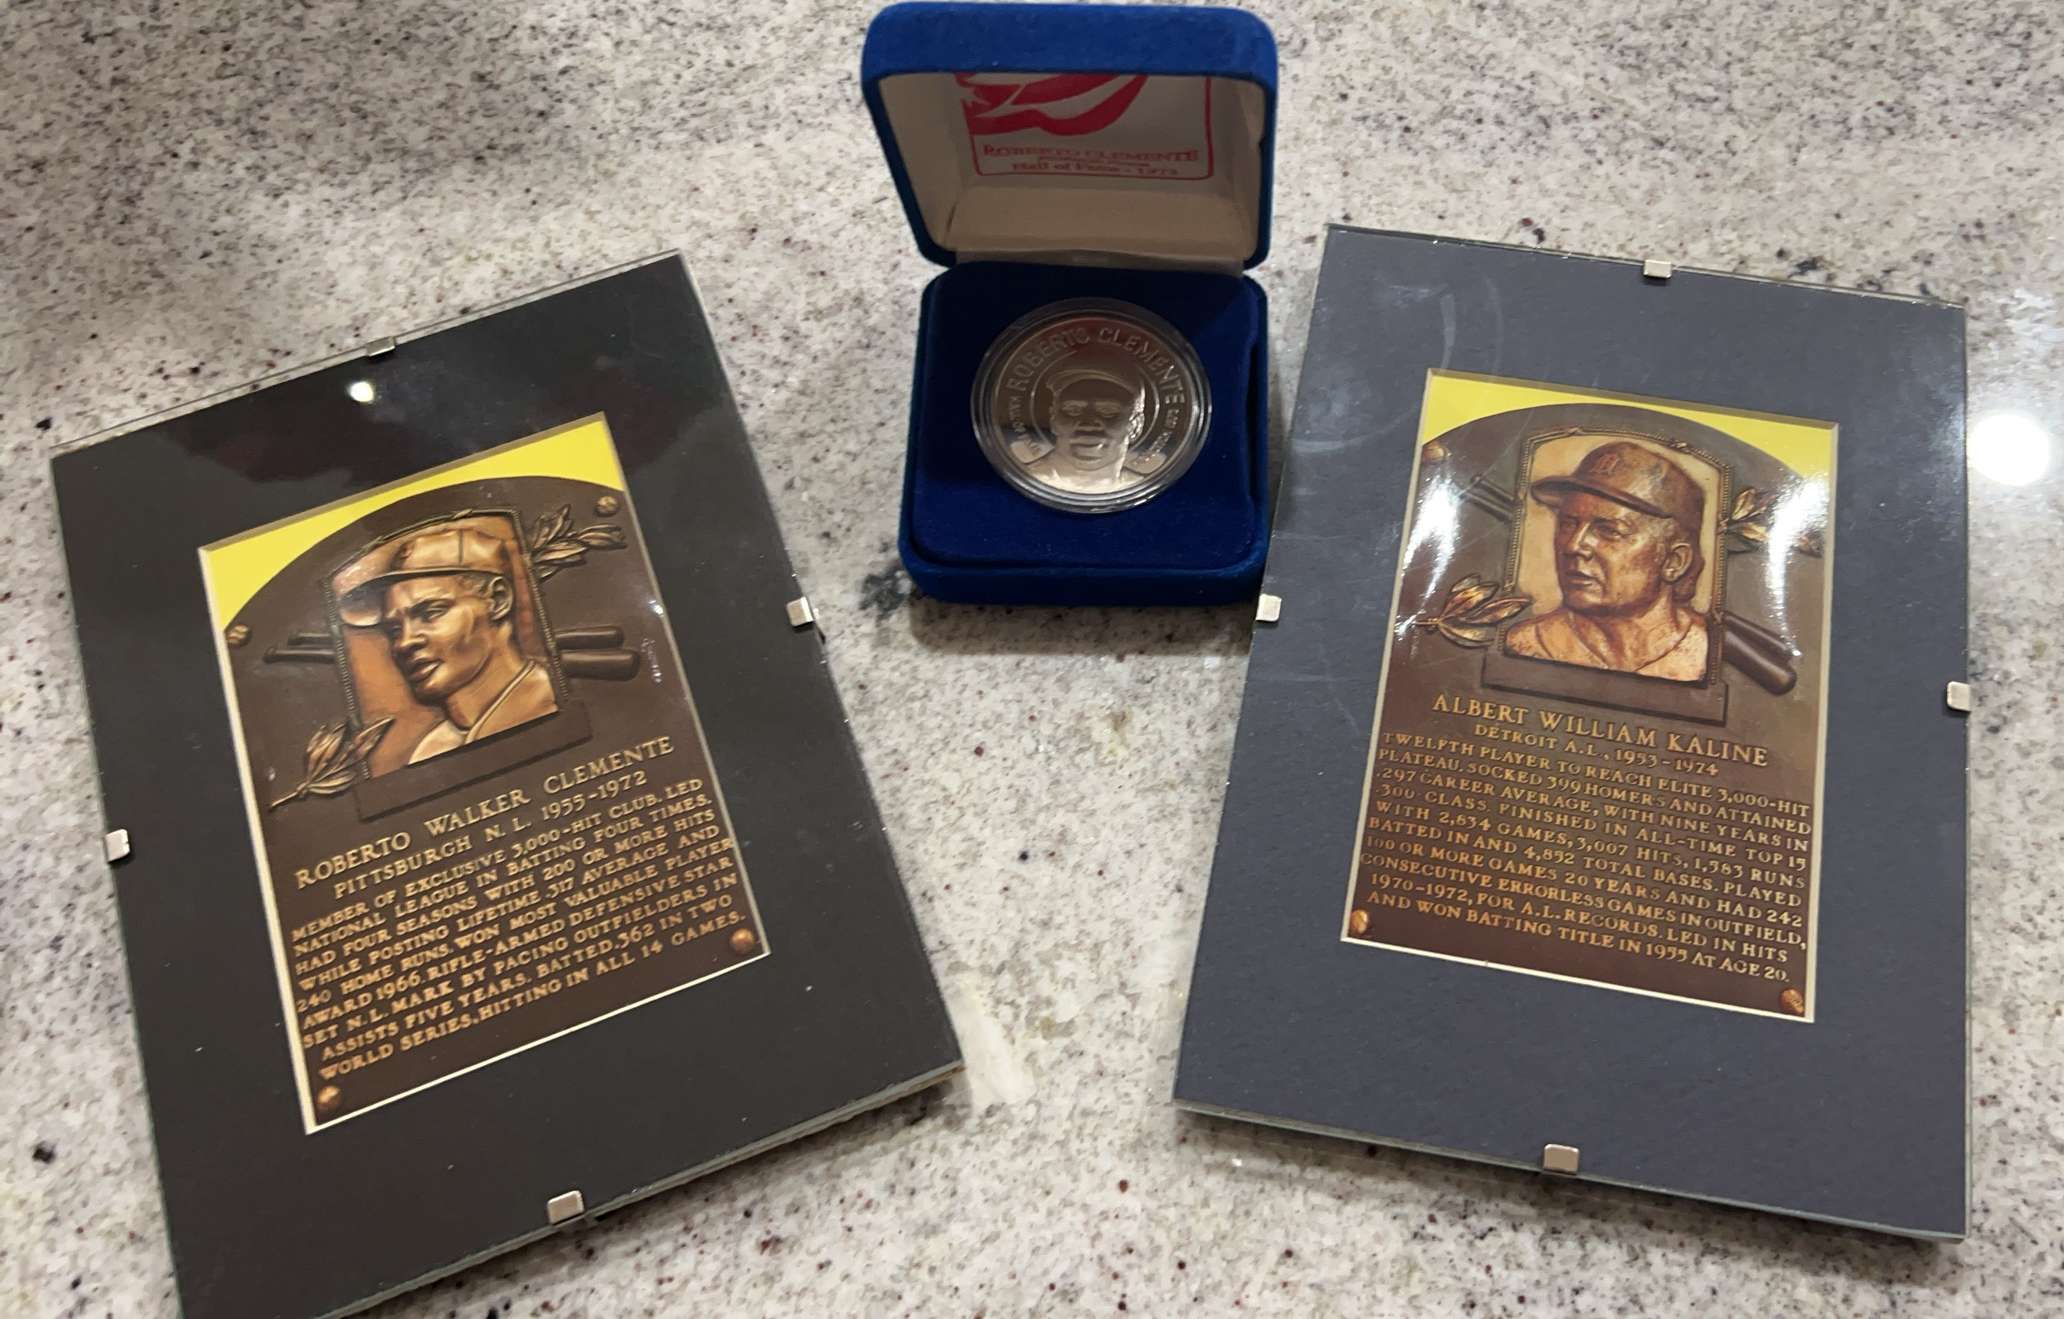 ROBERTO CLEMENTE
Hall of Fame - 1973
ROBERTO CLEMENTE
ROBERTO WALKER CLEMENTE
PITTSBURGH N. L. 1955-1972
MEMBER OF EXCLUSIVE 3,000-HIT CLUB. LED
NATIONAL LEAGUE IN BATTING FOUR TIMES.
HAD FOUR SEASONS WITH 200 OR MORE HITS
WHILE POSTING LIFETIME .317 AVERAGE AND
240 HOME RUNS. WON MOST VALUABLE PLAYER
AWARD 1966. RIFLE-ARMED DEFENSIVE STAR
SET N.L. MARK BY PACING OUTFIELDERS IN
ASSISTS FIVE YEARS. BATTED .362 IN TWO
WORLD SERIES, HITTING IN ALL 14 GAMES.
ALBERT WILLIAM KALINE
DETROIT A.L., 1953-1974
TWELFTH PLAYER TO REACH ELITE 3,000-HIT
PLATEAU. SOCKED 399 HOMERS AND ATTAINED
.297 CAREER AVERAGE, WITH NINE YEARS IN
.300 CLASS. FINISHED IN ALL-TIME TOP 15
WITH 2,834 GAMES, 3,007 HITS, 1,583 RUNS
BATTED IN AND 4,852 TOTAL BASES. PLAYED
100 OR MORE GAMES 20 YEARS AND HAD 242
CONSECUTIVE ERRORLESS GAMES IN OUTFIELD,
1970-1972, FOR A.L. RECORDS. LED IN HITS
AND WON BATTING TITLE IN 1955 AT AGE 20.